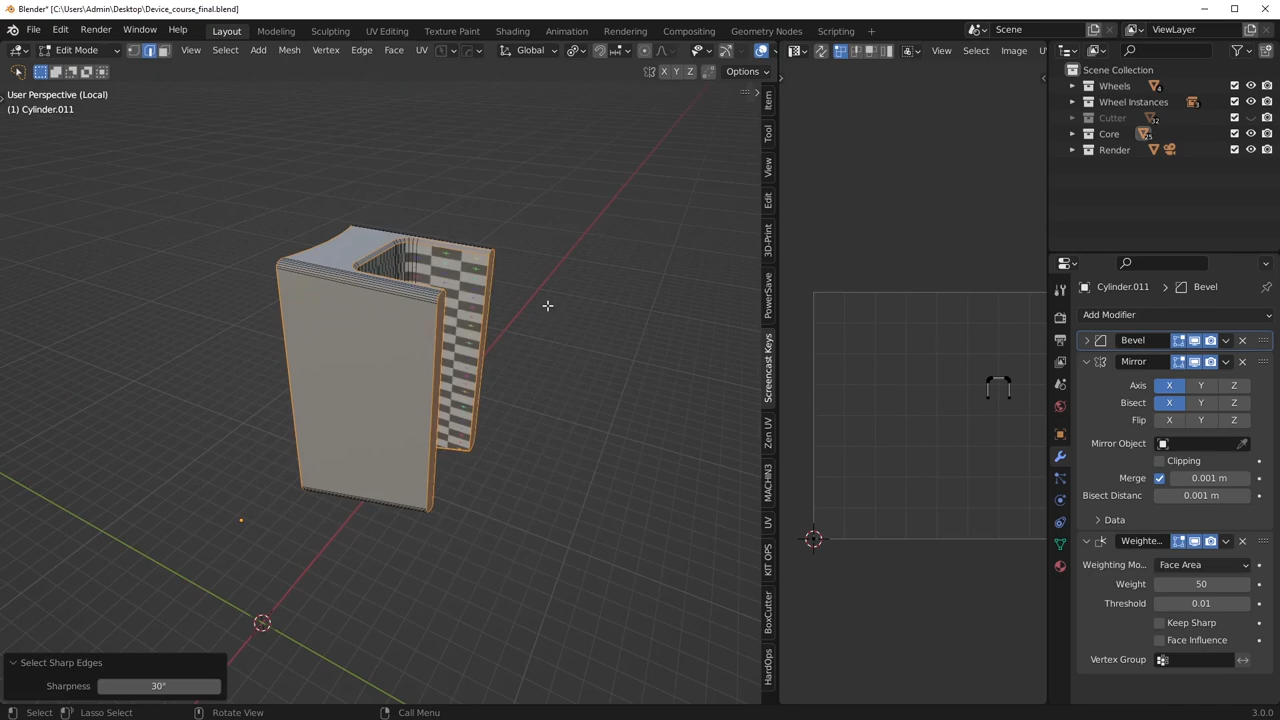 Blender* [C:\Users\Admin\Desktop\Device_course_final.blend]
File Edit Render Window Help Layout Modeling Sculpting UV Editing Texture Paint Shading Animation Rendering Compositing Geometry Nodes Scripting + Scene ViewLayer
Edit Mode View Select Add Mesh Vertex Edge Face UV Global View Select Image
X Y Z Options
User Perspective (Local)
(1) Cylinder.011
Item
Tool
View
Edit
3D-Print
PowerSave
Screencast Keys
Zen UV
MACHIN3
UV
KIT OPS
BoxCutter
HardOps
Scene Collection
Wheels 4
Wheel Instances 3
Cutter 32
Core 25
Render
Cylinder.011 > Bevel
Add Modifier
Bevel
Mirror
Axis X Y Z
Bisect X Y Z
Flip X Y Z
Mirror Object
Clipping
Merge 0.001 m
Bisect Distanc 0.001 m
Data
Weighte...
Weighting Mo... Face Area
Weight 50
Threshold 0.01
Keep Sharp
Face Influence
Vertex Group
Select Sharp Edges
Sharpness 30°
Select Lasso Select Rotate View Call Menu 3.0.0